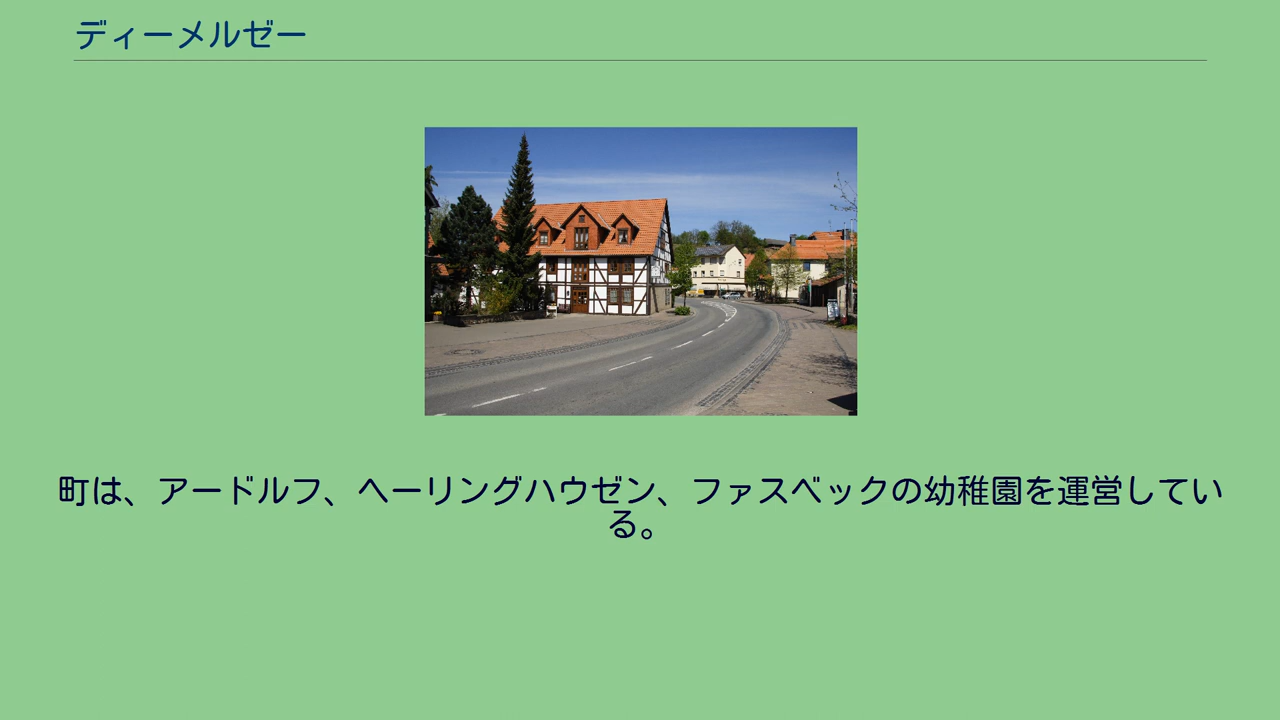 ディーメルゼー
町は、アードルフ、ヘーリングハウゼン、ファスベックの幼稚園を運営してい
る。